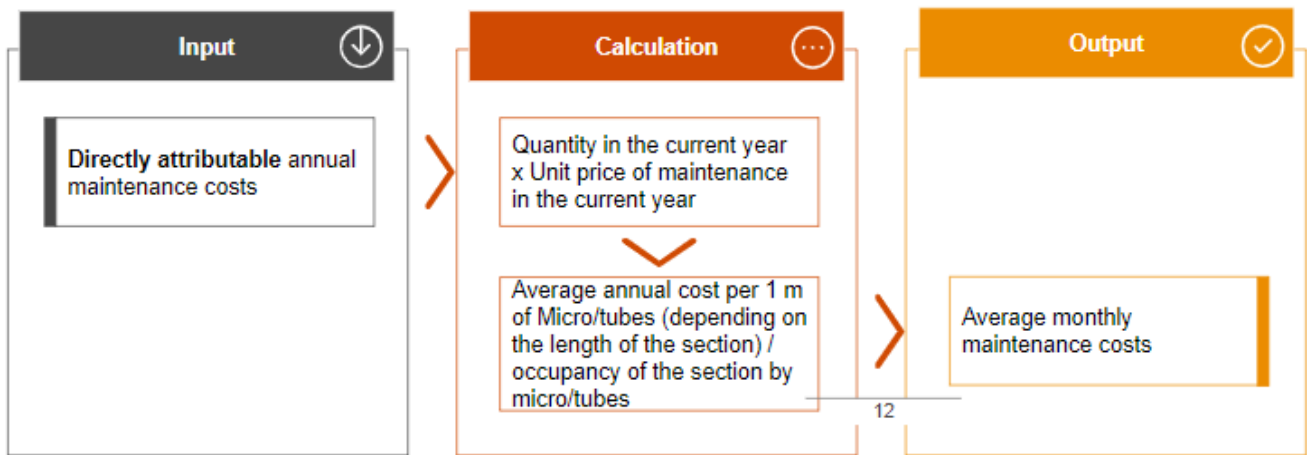 Input
Directly attributable annual
maintenance costs
Calculation
Quantity in the current year
x Unit price of maintenance
in the current year
Average annual cost per 1 m
of Micro/tubes (depending on
the length of the section) /
occupancy of the section by
micro/tubes
12
Output
Average monthly
maintenance costs